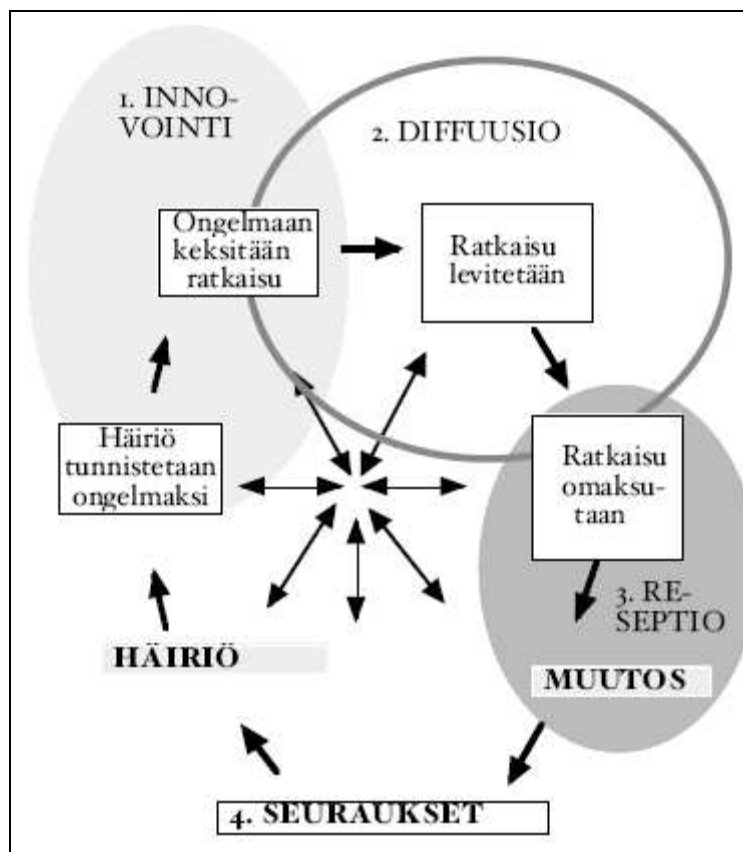 1. INNO-
VOINTI
2. DIFFUUSIO
Ongelmaan
keksitään
ratkaisu
Ratkaisu
levitetään
Häiriö
tunnistetaan
ongelmaksi
Ratkaisu
omaksu-
taan
3. RE-
SEPTIO
HÄIRIÖ
MUUTOS
4. SEURAUKSET